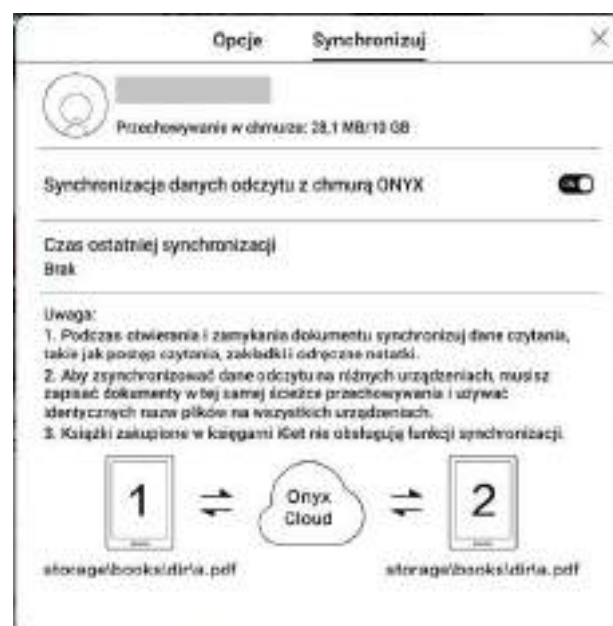 Opcje Synchronizuj
Przechowywanie w chmurze: 28,1 MB/10 GB
Synchronizacja danych odczytu z chmurą ONYX
Czas ostatniej synchronizacji
Brak
Uwaga:
1. Podczas otwierania i zamykania dokumentu synchronizuj dane czytania,
takie jak postęp czytania, zakładki i odręczne notatki.
2. Aby zsynchronizować dane odczytu na różnych urządzeniach, musisz
zapisać dokumenty w tej samej ścieżce przechowywania i używać
identycznych nazw plików na wszystkich urządzeniach.
3. Książki zakupione w księgarni nie obsługują funkcji synchronizacji.
1 Onyx 2
Cloud
storage\books\dir\a.pdf storage\books\dir\a.pdf